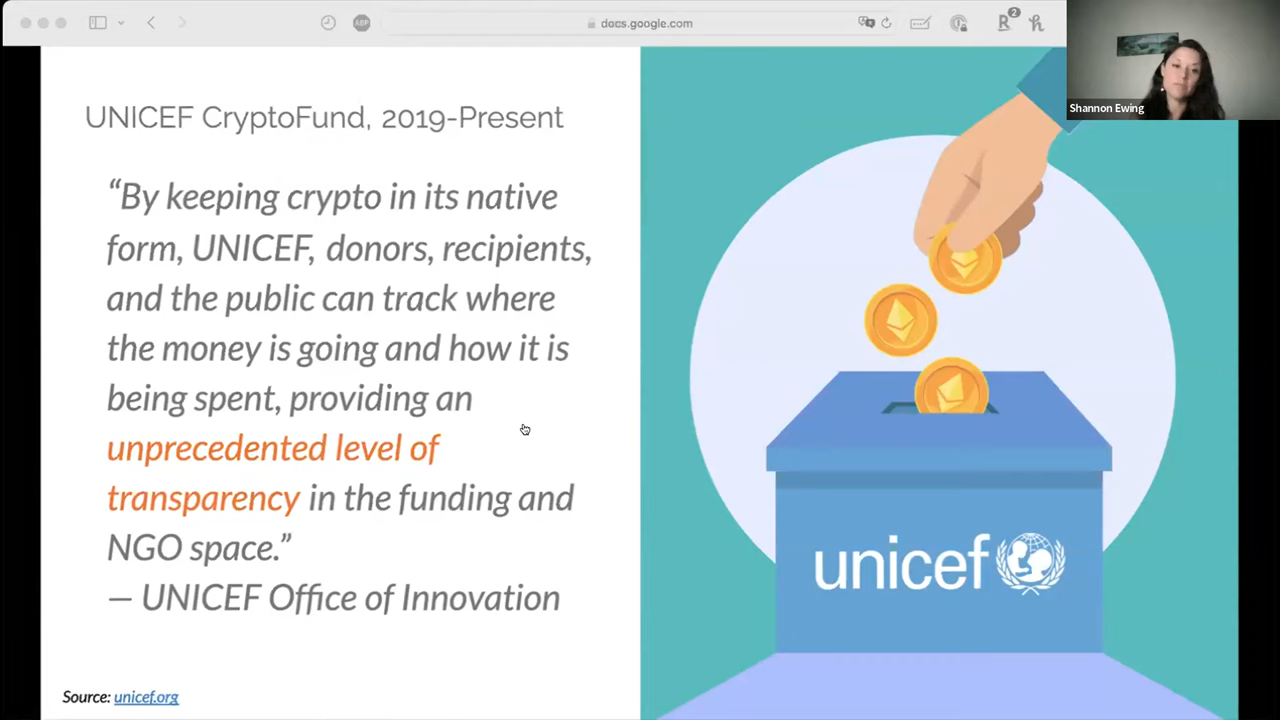 docs.google.com
ABP
R
2
Shannon Ewing
UNICEF CryptoFund, 2019-Present
“By keeping crypto in its native
form, UNICEF, donors, recipients,
and the public can track where
the money is going and how it is
being spent, providing an
unprecedented level of
transparency in the funding and
NGO space.”
— UNICEF Office of Innovation
Source: unicef.org
unicef